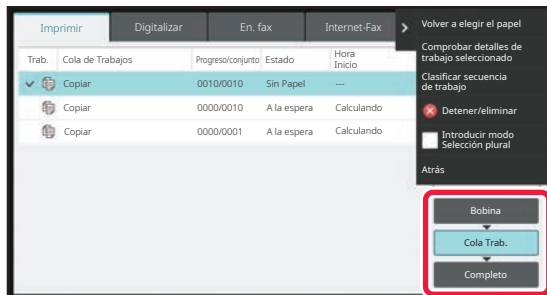 Imprimir Digitalizar En. fax Internet-Fax
Trab. Cola de Trabajos Progreso/conjunto Estado Hora Inicio
Copiar 0010/0010 Sin Papel ---
Copiar 0000/0010 A la espera Calculando
Copiar 0000/0001 A la espera Calculando
Volver a elegir el papel
Comprobar detalles de
trabajo seleccionado
Clasificar secuencia
de trabajo
Detener/eliminar
Introducir modo
Selección plural
Atrás
Bobina
Cola Trab.
Completo